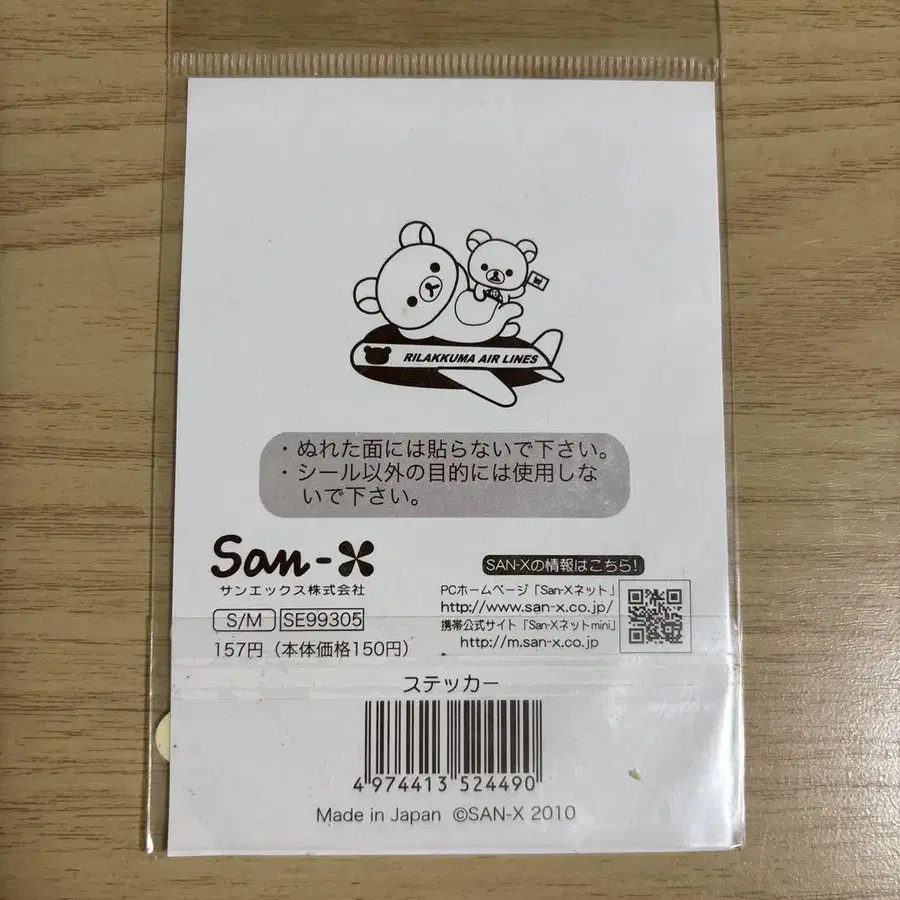 RILAKKUMA AIR LINES
・ぬれた面には貼らないで下さい。
・シール以外の目的には使用しな
いで下さい。
San-X
サンエックス株式会社
S/M SE99305
157円（本体価格150円）
SAN-Xの情報はこちら!
PCホームページ「San-Xネット」
http://www.san-x.co.jp/
携帯公式サイト「San-Xネットmini」
http://m.san-x.co.jp
ステッカー
4 974413 524490
Made in Japan ©SAN-X 2010